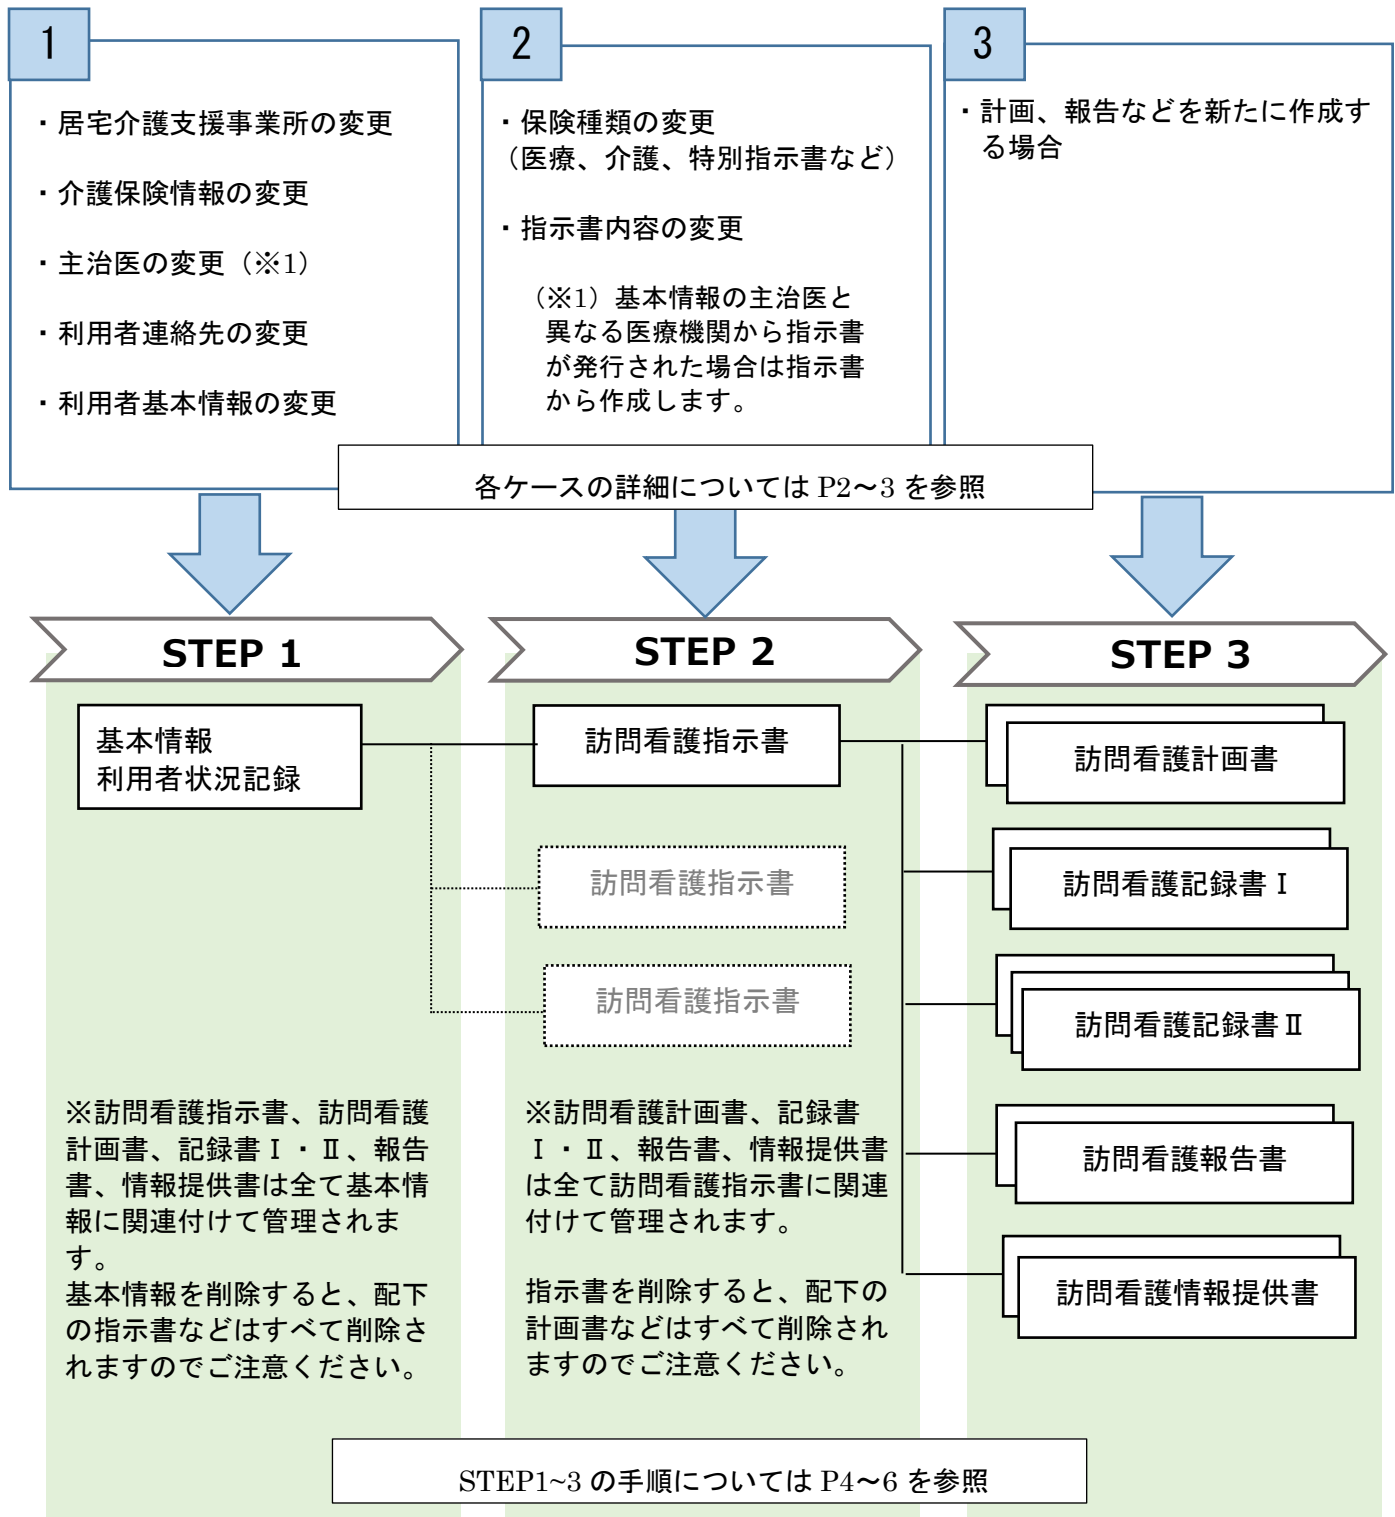 1
・居宅介護支援事業所の変更
・介護保険情報の変更
・主治医の変更（※1）
・利用者連絡先の変更
・利用者基本情報の変更
2
・保険種類の変更
（医療、介護、特別指示書など）
・指示書内容の変更
（※1）基本情報の主治医と
異なる医療機関から指示書
が発行された場合は指示書
から作成します。
3
・計画、報告などを新たに作成す
る場合
各ケースの詳細については P2～3 を参照
STEP 1
STEP 2
STEP 3
基本情報
利用者状況記録
※訪問看護指示書、訪問看護
計画書、記録書Ⅰ・Ⅱ、報告
書、情報提供書は全て基本情
報に関連付けて管理されま
す。
基本情報を削除すると、配下
の指示書などはすべて削除さ
れますのでご注意ください。
訪問看護指示書
訪問看護指示書
訪問看護指示書
※訪問看護計画書、記録書
Ⅰ・Ⅱ、報告書、情報提供書
は全て訪問看護指示書に関連
付けて管理されます。
指示書を削除すると、配下の
計画書などはすべて削除され
ますのでご注意ください。
訪問看護計画書
訪問看護記録書Ⅰ
訪問看護記録書Ⅱ
訪問看護報告書
訪問看護情報提供書
STEP1~3 の手順については P4～6 を参照